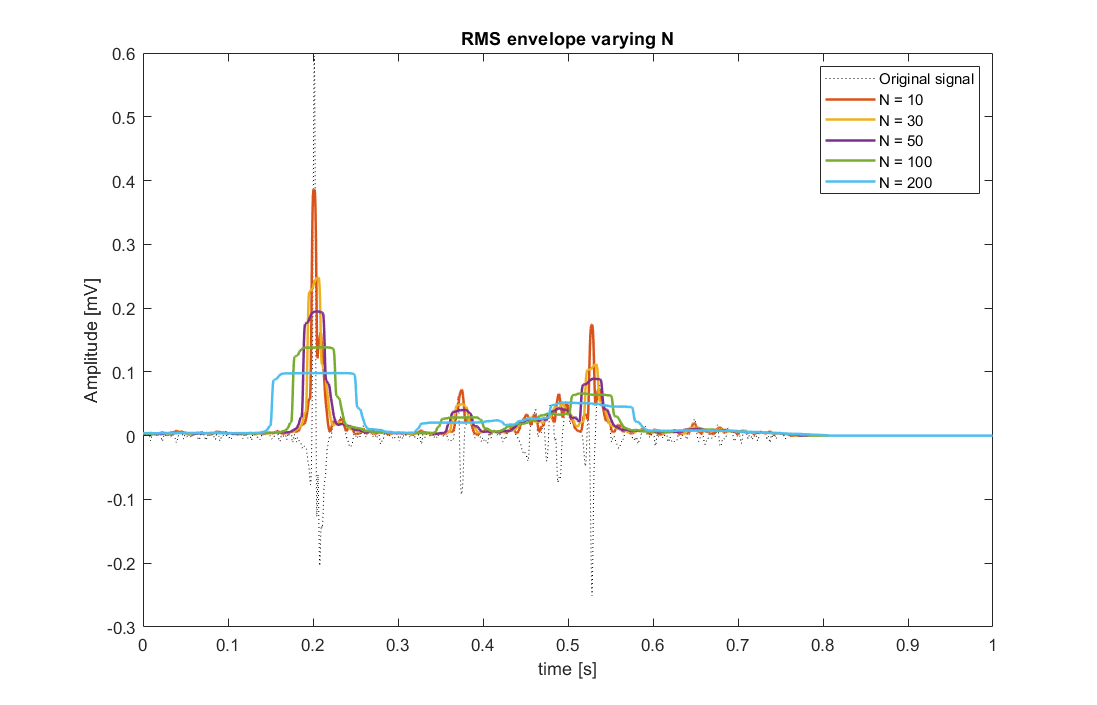 RMS envelope varying N
Original signal
N = 10
N = 30
N = 50
N = 100
N = 200
Amplitude [mV]
0.6
0.5
0.4
0.3
0.2
0.1
0
-0.1
-0.2
-0.3
0 0.1 0.2 0.3 0.4 0.5 0.6 0.7 0.8 0.9 1
time [s]